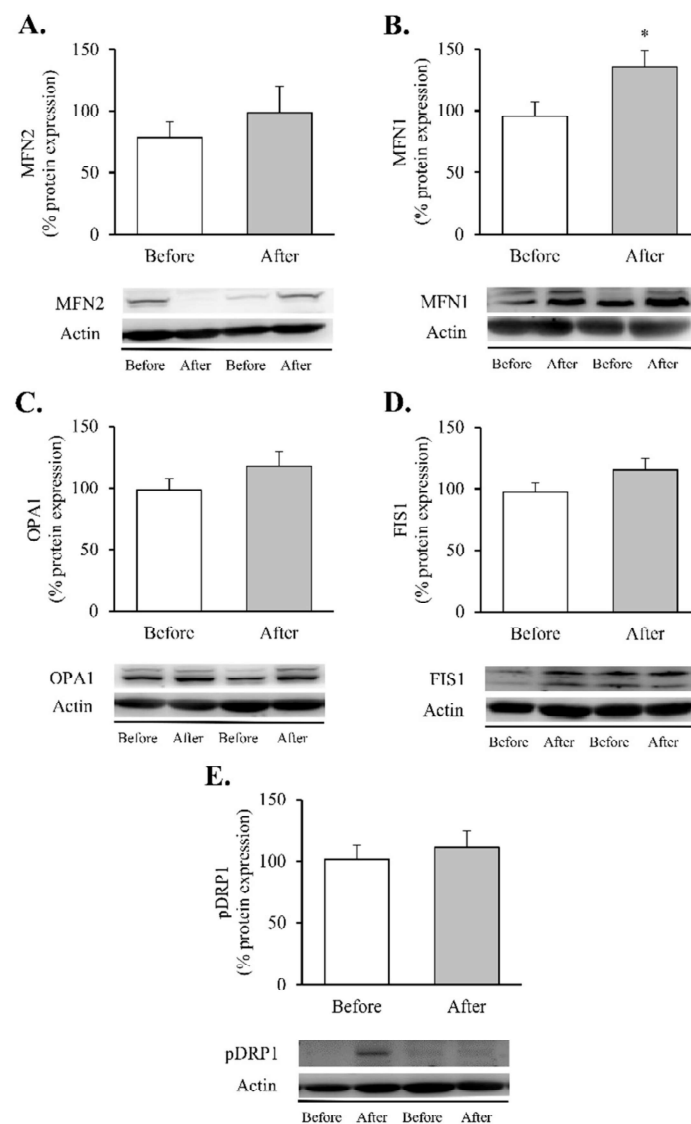 A.
MFN2
(% protein expression)
150
100
50
0
Before After
MFN2
Actin
Before After Before After
B.
*
MFN1
(% protein expression)
150
100
50
0
Before After
MFN1
Actin
Before After Before After
C.
OPA1
(% protein expression)
150
100
50
0
Before After
OPA1
Actin
Before After Before After
D.
FIS1
(% protein expression)
150
100
50
0
Before After
FIS1
Actin
Before After Before After
E.
pDRP1
(% protein expression)
150
100
50
0
Before After
pDRP1
Actin
Before After Before After